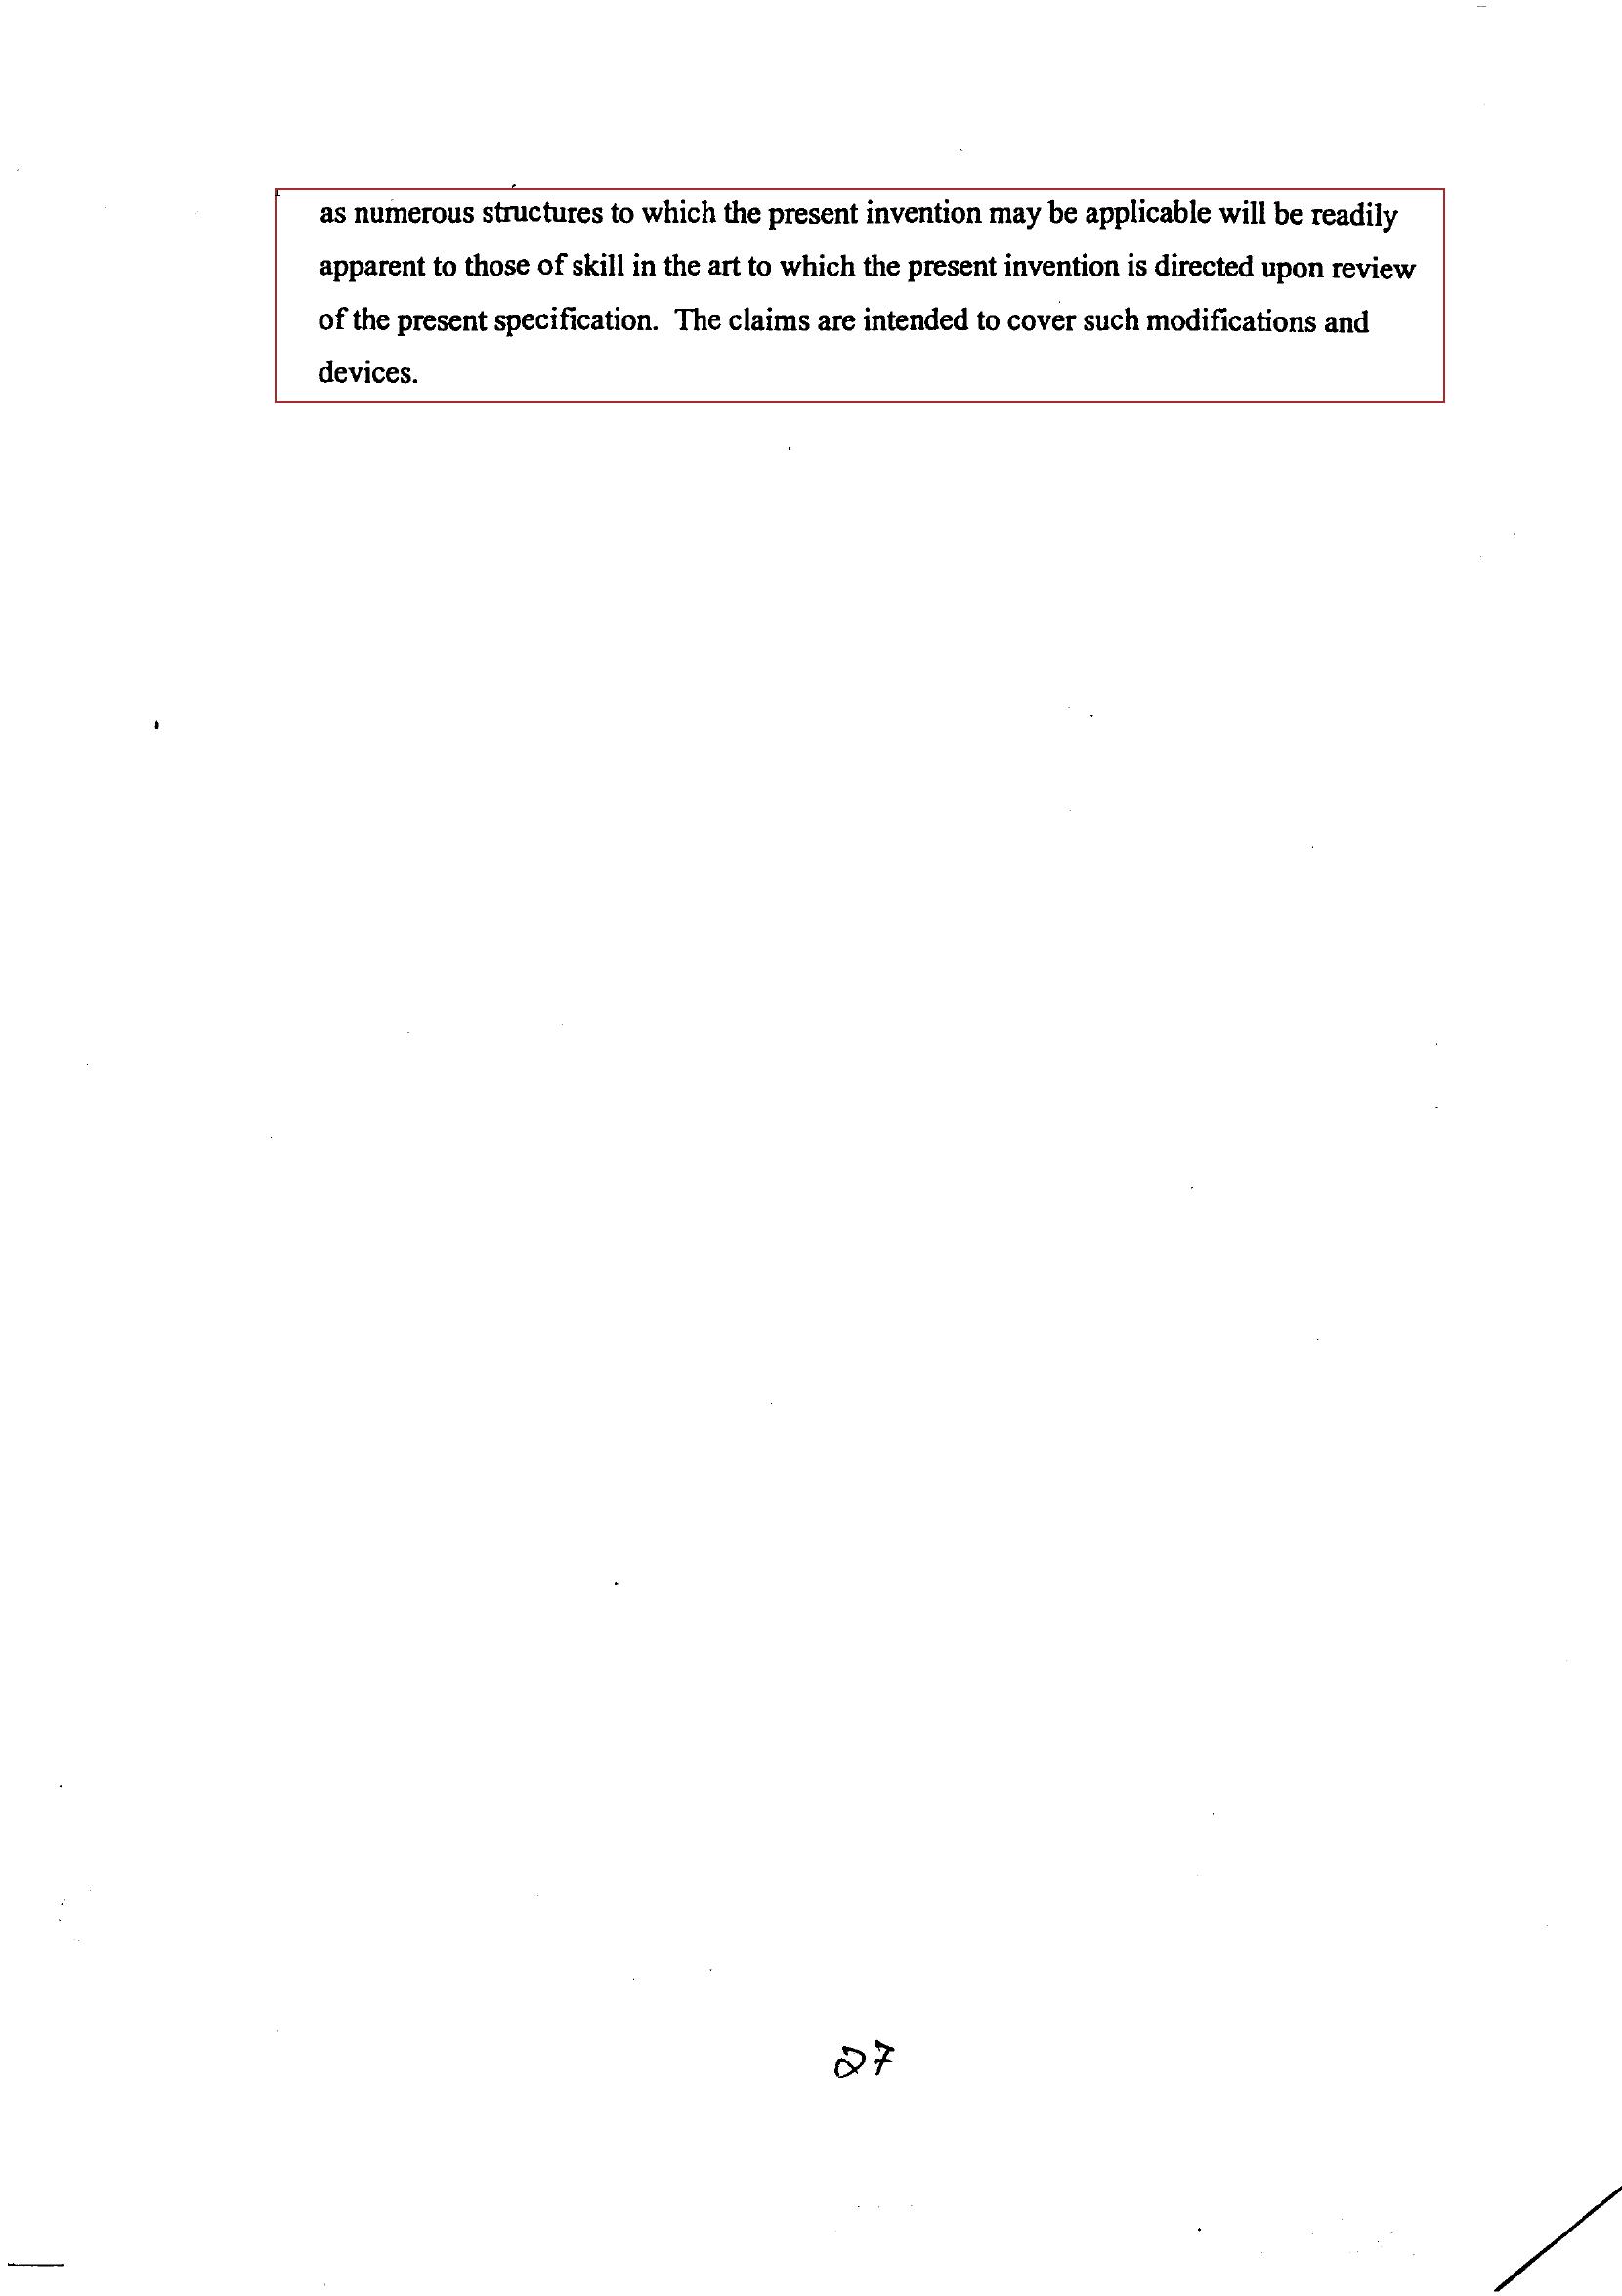 as numerous structures to which the present invention may be applicable will be readily
apparent to those of skill in the art to which the present invention is directed upon review
of the present specification. The claims are intended to cover such modifications and
devices.
27